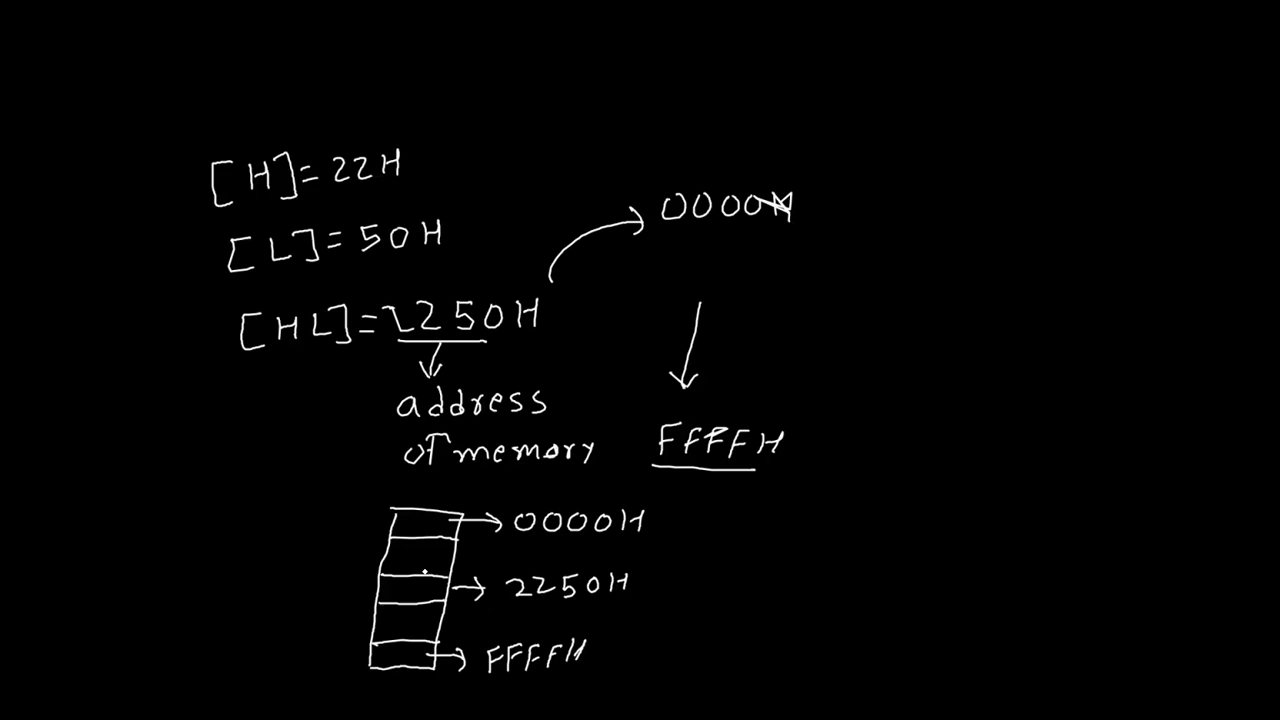 [H]=22H
[L]=50H
[HL]=2250H
0000H
address
of memory
FFFFH
0000H
2250H
FFFFH